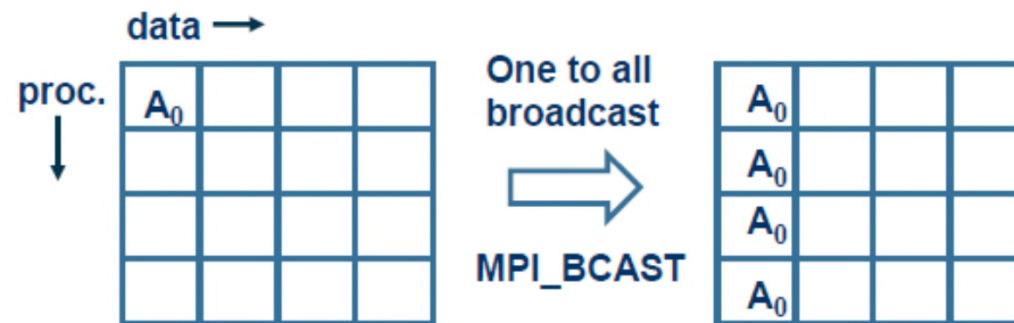 data
proc.
A₀
One to all
broadcast
MPI_BCAST
A₀
A₀
A₀
A₀